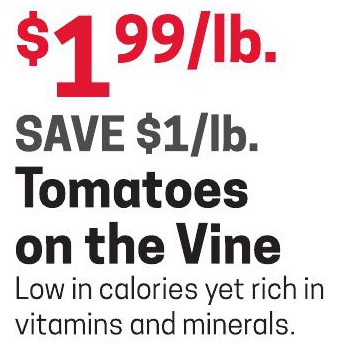 $1 99/lb.
SAVE $1/lb.
Tomatoes
on the Vine
Low in calories yet rich in
vitamins and minerals.